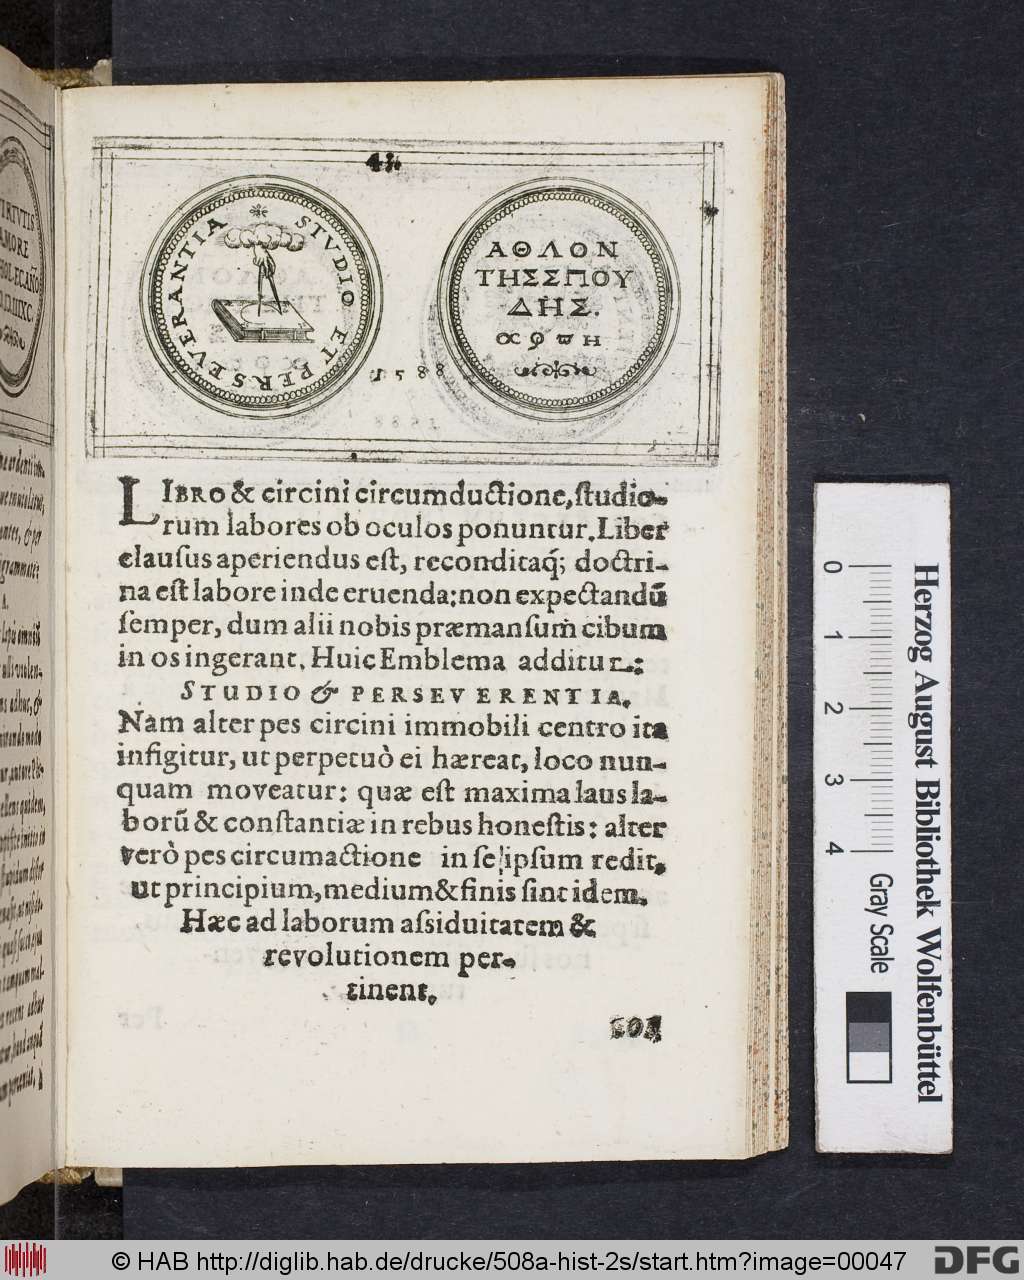 VIRTVTIS
AMORE
41
STVDIO ET PERSEVERANTIA
ΑΘΛΟΝ
ΤΗΣΣΠΟΥ
ΔΗΣ.
1588
LIBRO & circini circumductione, studio-
rum labores ob oculos ponuntur. Liber
clausus aperiendus est, reconditaq́; doctri-
na est labore inde eruenda: non expectandũ
semper, dum alii nobis præmansum cibum
in os ingerant. Huic Emblema additur.:
STUDIO & PERSEVERENTIA.
Nam alter pes circini immobili centro ita
infigitur, ut perpetuò ei hæreat, loco nun-
quam moveatur: quæ est maxima laus la-
borũ & constantiæ in rebus honestis: alter
verò pes circumactione in se ipsum redit,
ut principium, medium & finis sint idem.
Hæc ad laborum assiduitatem &
revolutionem per-
tinent.
0 1 2 3 4
Gray Scale
Herzog August Bibliothek Wolfenbüttel
© HAB http://diglib.hab.de/drucke/508a-hist-2s/start.htm?image=00047
DFG